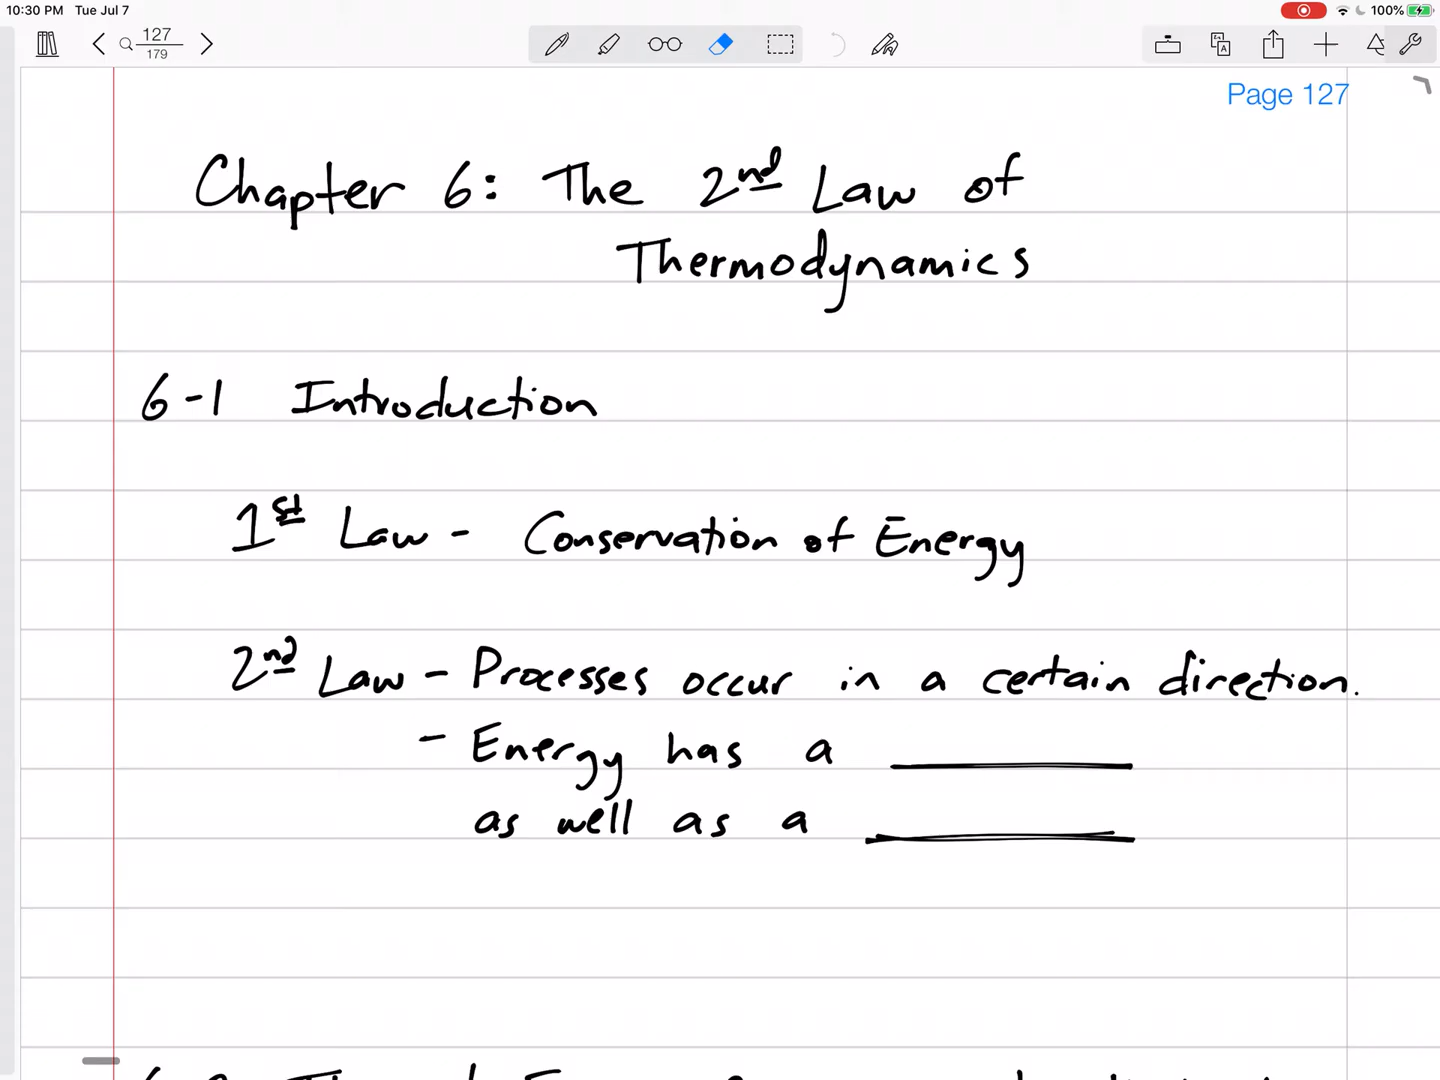 10:30 PM Tue Jul 7
100%
127
179
Page 127
Chapter 6: The 2nd Law of
Thermodynamics
6-1 Introduction
1st Law - Conservation of Energy
2nd Law - Processes occur in a certain direction.
- Energy has a
as well as a